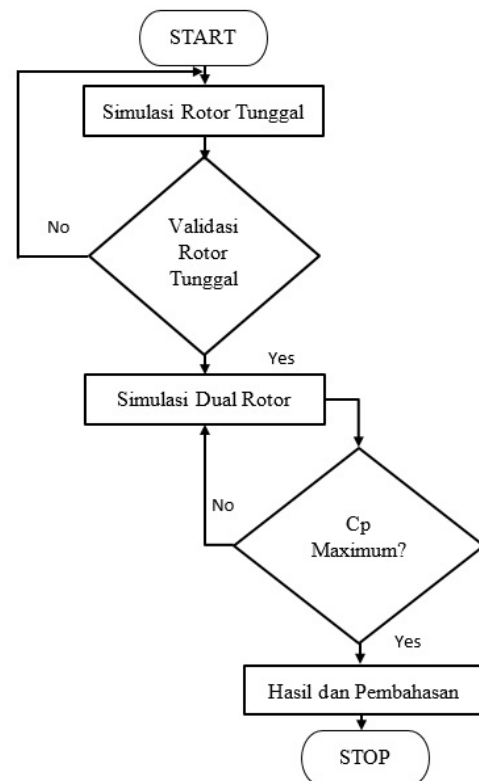 START
Simulasi Rotor Tunggal
No
Validasi
Rotor
Tunggal
Yes
Simulasi Dual Rotor
No
Cp
Maximum?
Yes
Hasil dan Pembahasan
STOP